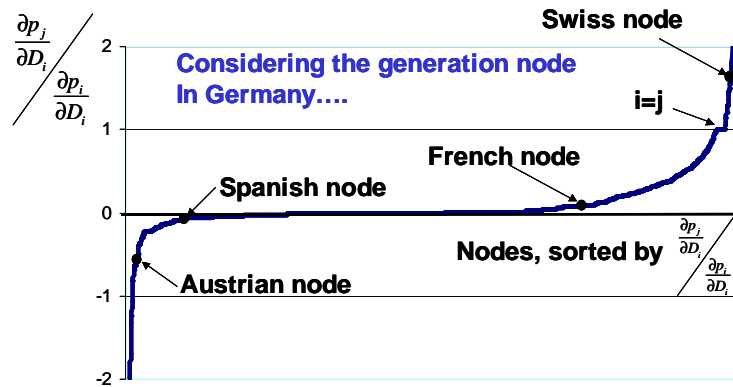 ∂p_j/∂D_i / ∂p_i/∂D_i
Swiss node
2
Considering the generation node
In Germany....
i=j
1
French node
Spanish node
0
Nodes, sorted by ∂p_j/∂D_i / ∂p_i/∂D_i
Austrian node
-1
-2